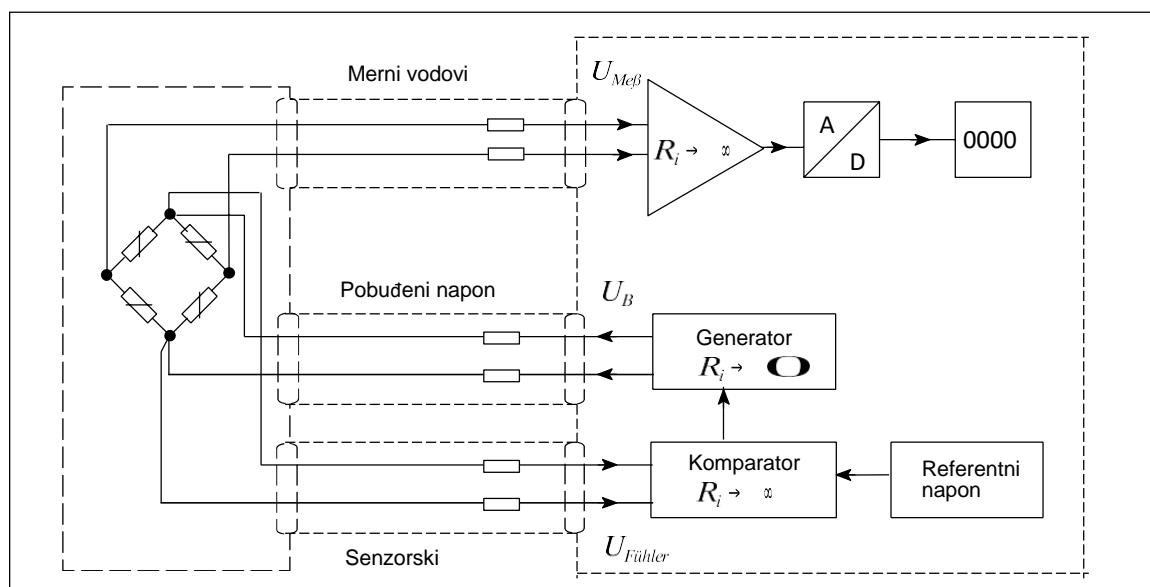 Merni vodovi
U_Meß
R_i → ∞
A
D
0000
Pobuđeni napon
U_B
Generator
R_i → 0
Komparator
R_i → ∞
Referentni
napon
Senzorski
U_Fühler